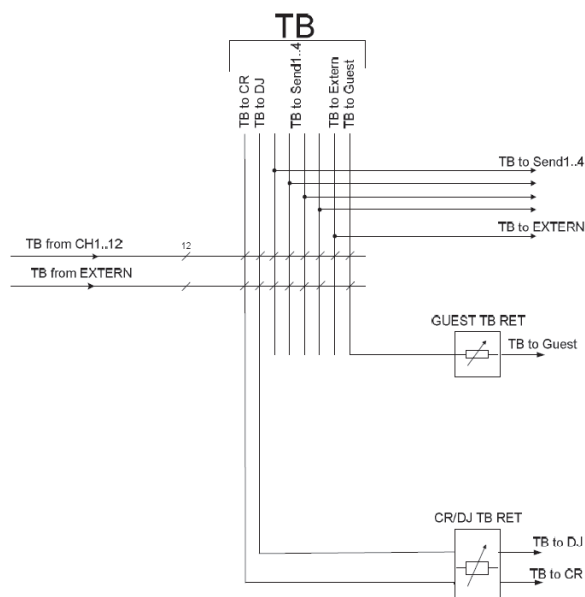 TB
TB to CR
TB to DJ
TB to Send1..4
TB to Extern
TB to Guest
TB to Send1..4
TB to EXTERN
TB from CH1..12
12
TB from EXTERN
GUEST TB RET
TB to Guest
CR/DJ TB RET
TB to DJ
TB to CR